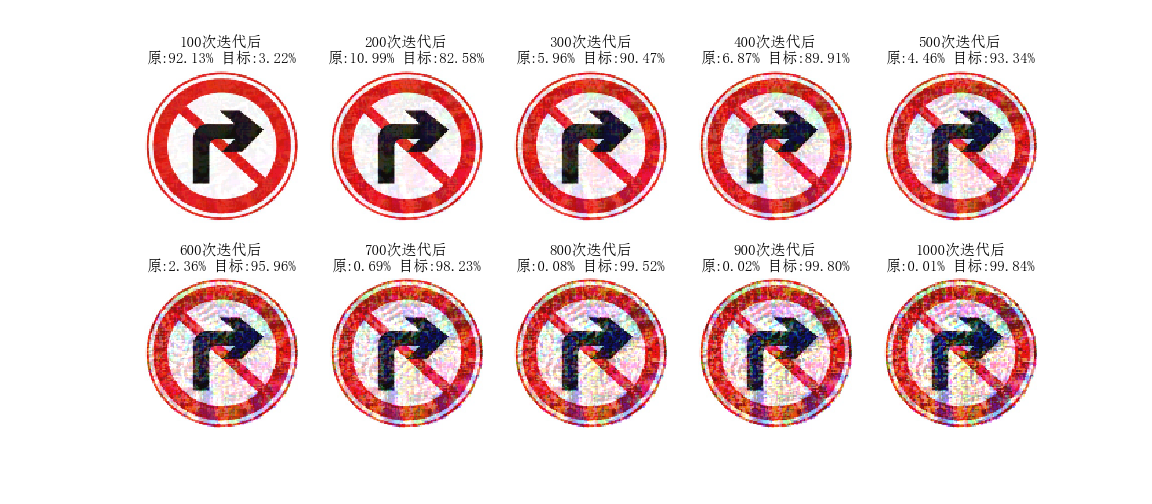 100次迭代后
原:92.13% 目标:3.22%
200次迭代后
原:10.99% 目标:82.58%
300次迭代后
原:5.96% 目标:90.47%
400次迭代后
原:6.87% 目标:89.91%
500次迭代后
原:4.46% 目标:93.34%
600次迭代后
原:2.36% 目标:95.96%
700次迭代后
原:0.69% 目标:98.23%
800次迭代后
原:0.08% 目标:99.52%
900次迭代后
原:0.02% 目标:99.80%
1000次迭代后
原:0.01% 目标:99.84%